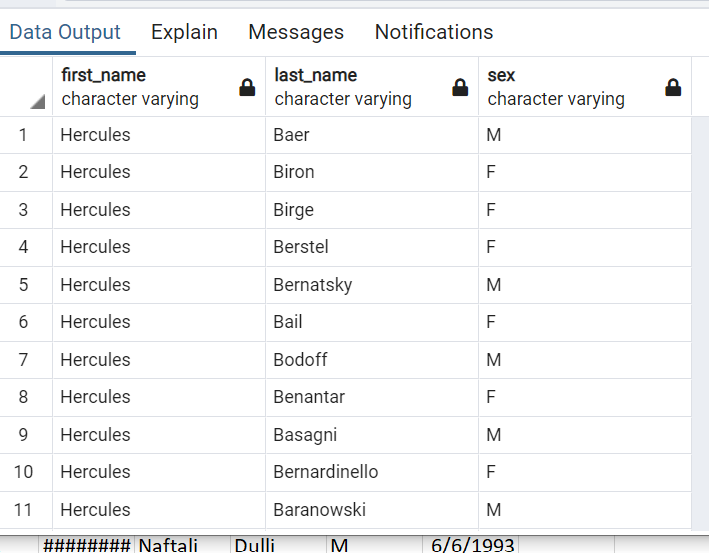 Data Output Explain Messages Notifications
first_name last_name sex
character varying character varying character varying
1 Hercules Baer M
2 Hercules Biron F
3 Hercules Birge F
4 Hercules Berstel F
5 Hercules Bernatsky M
6 Hercules Bail F
7 Hercules Bodoff M
8 Hercules Benantar F
9 Hercules Basagni M
10 Hercules Bernardinello F
11 Hercules Baranowski M
######## Naftali Dulli M 6/6/1993